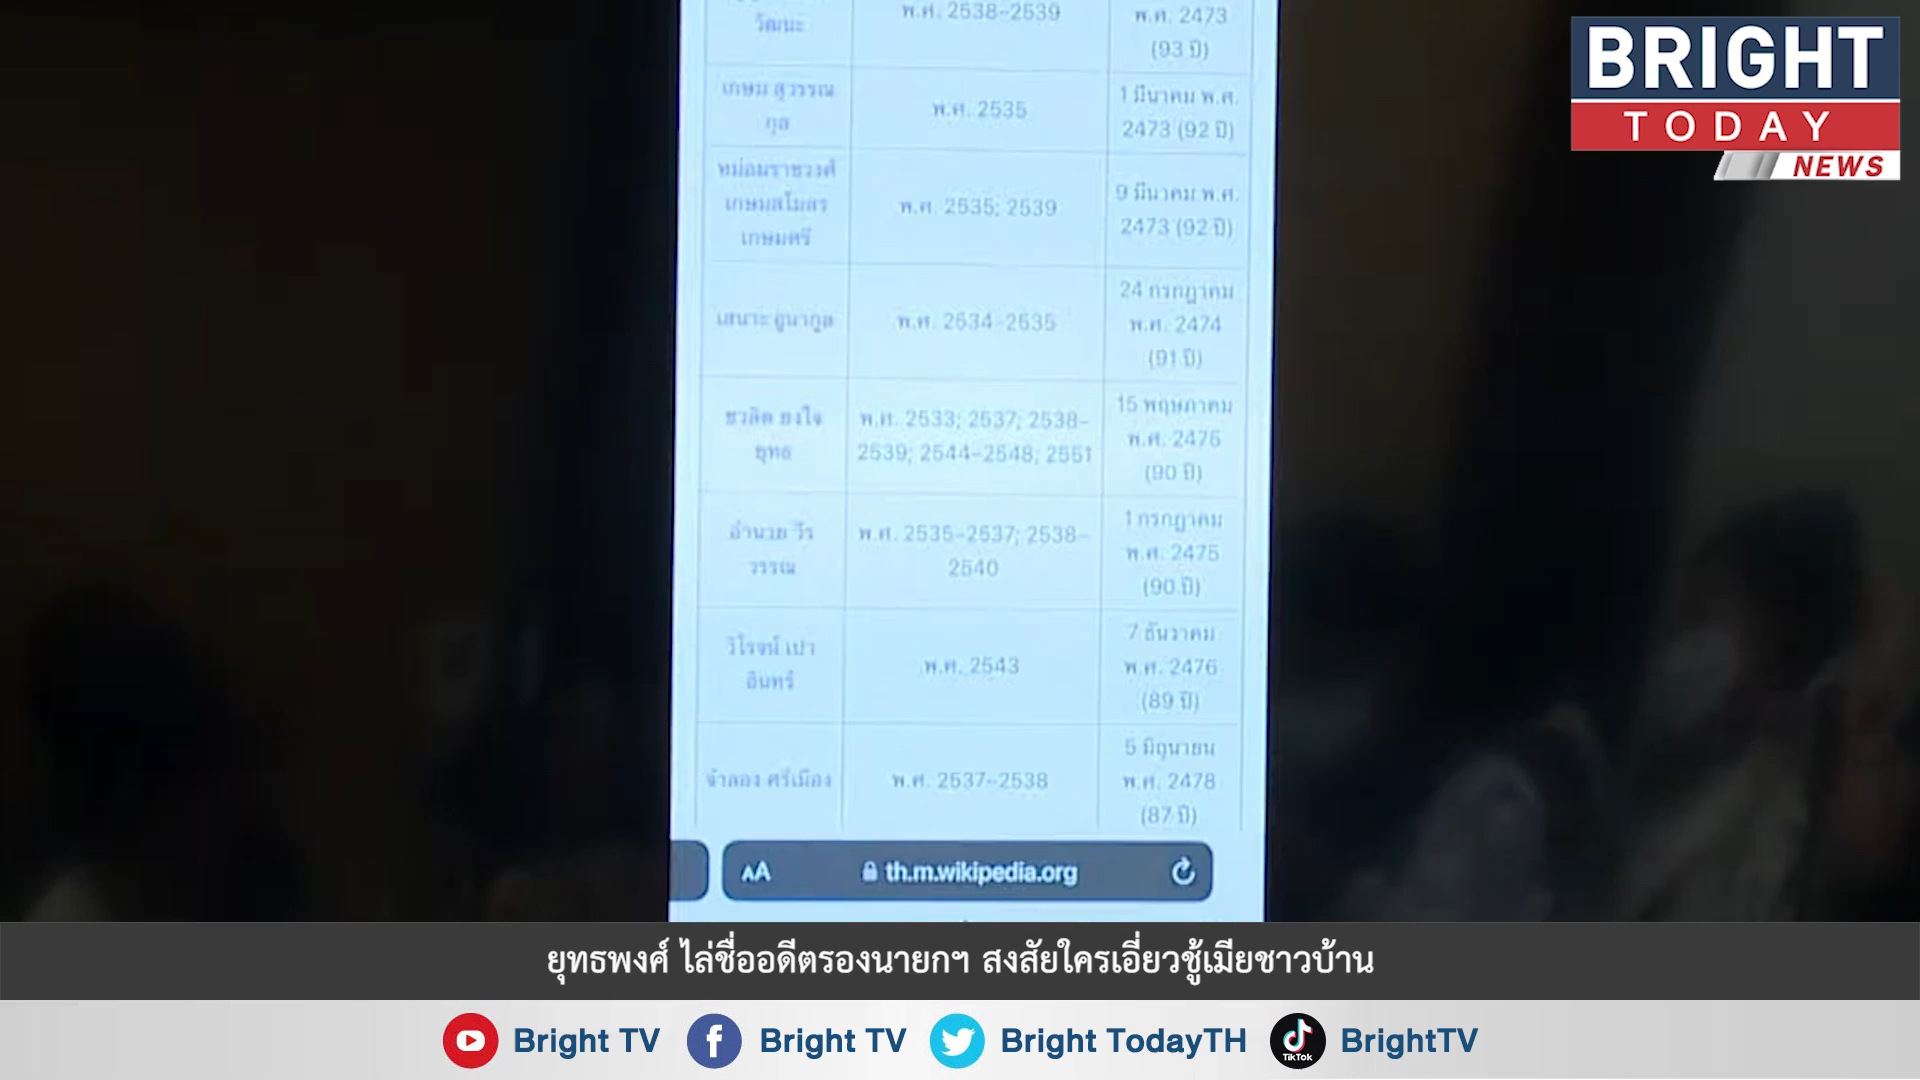 วัฒนะ
พ.ศ. 2538–2539
พ.ศ. 2473
(93 ปี)
เกษม สุวรรณ
กุล
พ.ศ. 2535
1 มีนาคม พ.ศ.
2473 (92 ปี)
หม่อมราชวงศ์
เกษมสโมสร
เกษมศรี
พ.ศ. 2535; 2539
9 มีนาคม พ.ศ.
2473 (92 ปี)
เสนาะ อูนากูล
พ.ศ. 2534–2535
24 กรกฎาคม
พ.ศ. 2474
(91 ปี)
ชวลิต ยงใจ
ยุทธ
พ.ศ. 2533; 2537; 2538–
2539; 2544–2548; 2551
15 พฤษภาคม
พ.ศ. 2475
(90 ปี)
อำนวย วีร
วรรณ
พ.ศ. 2535–2537; 2538–
2540
1 กรกฎาคม
พ.ศ. 2475
(90 ปี)
วิโรจน์ เปา
อินทร์
พ.ศ. 2543
7 ธันวาคม
พ.ศ. 2476
(89 ปี)
จำลอง ศรีเมือง
พ.ศ. 2537–2538
5 มิถุนายน
พ.ศ. 2478
(87 ปี)
AA th.m.wikipedia.org
BRIGHT
TODAY
NEWS
ยุทธพงศ์ ไล่ชื่ออดีตรองนายกฯ สงสัยใครเอี่ยวชู้เมียชาวบ้าน
Bright TV Bright TV Bright TodayTH TikTok BrightTV